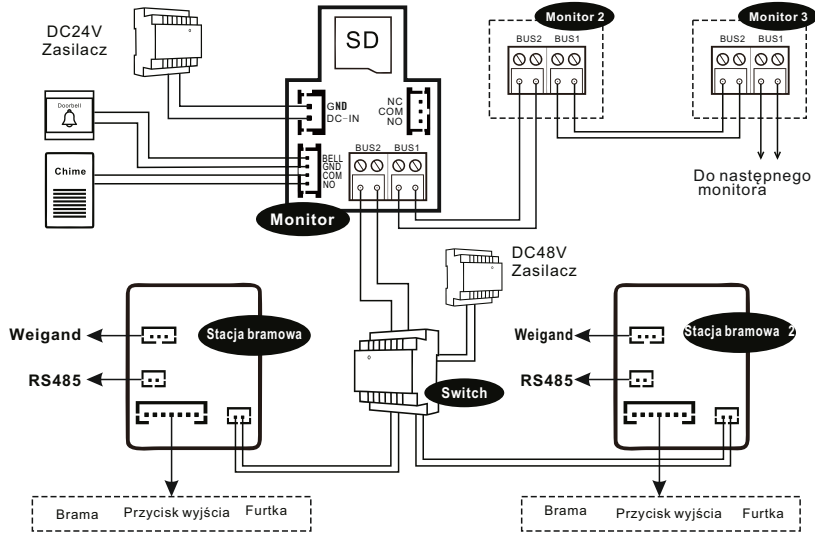 DC24V
Zasilacz
SD
Monitor 2
BUS2 BUS1
Monitor 3
BUS2 BUS1
Doorbell
GND
DC-IN
NC
COM
NO
BUS2 BUS1
Chime
BELL
GND
COM
NO
Monitor
Do następnego
monitora
DC48V
Zasilacz
Weigand
Stacja bramowa
RS485
Switch
Weigand
Stacja bramowa 2
RS485
Brama Przycisk wyjścia Furtka
Brama Przycisk wyjścia Furtka